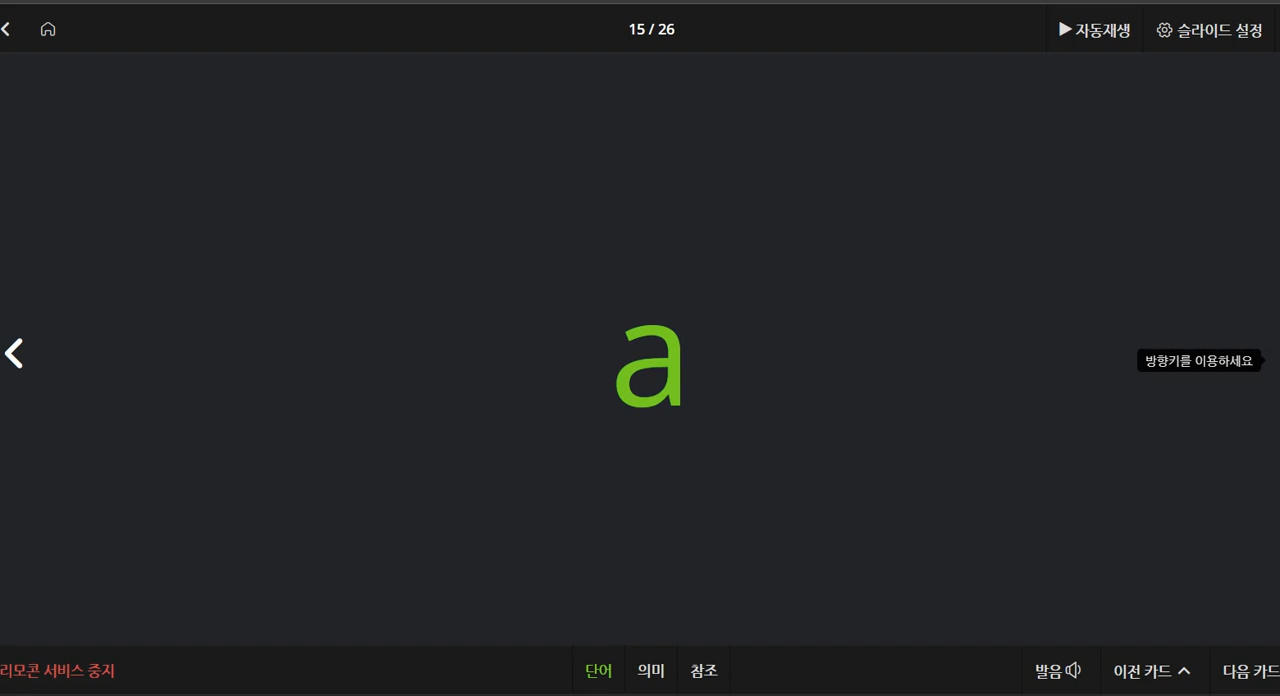 15 / 26
자동재생
슬라이드 설정
a
방향키를 이용하세요
리모콘 서비스 중지
단어
의미
참조
발음
이전 카드
다음 카드